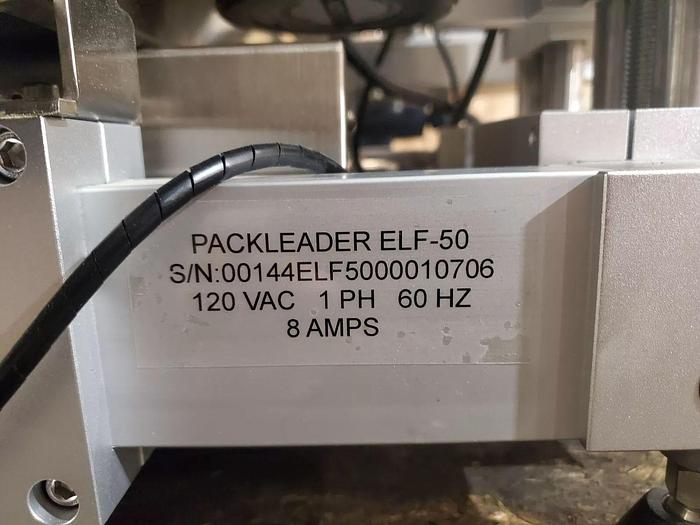 PACKLEADER ELF-50
S/N:00144ELF5000010706
120 VAC 1 PH 60 HZ
8 AMPS